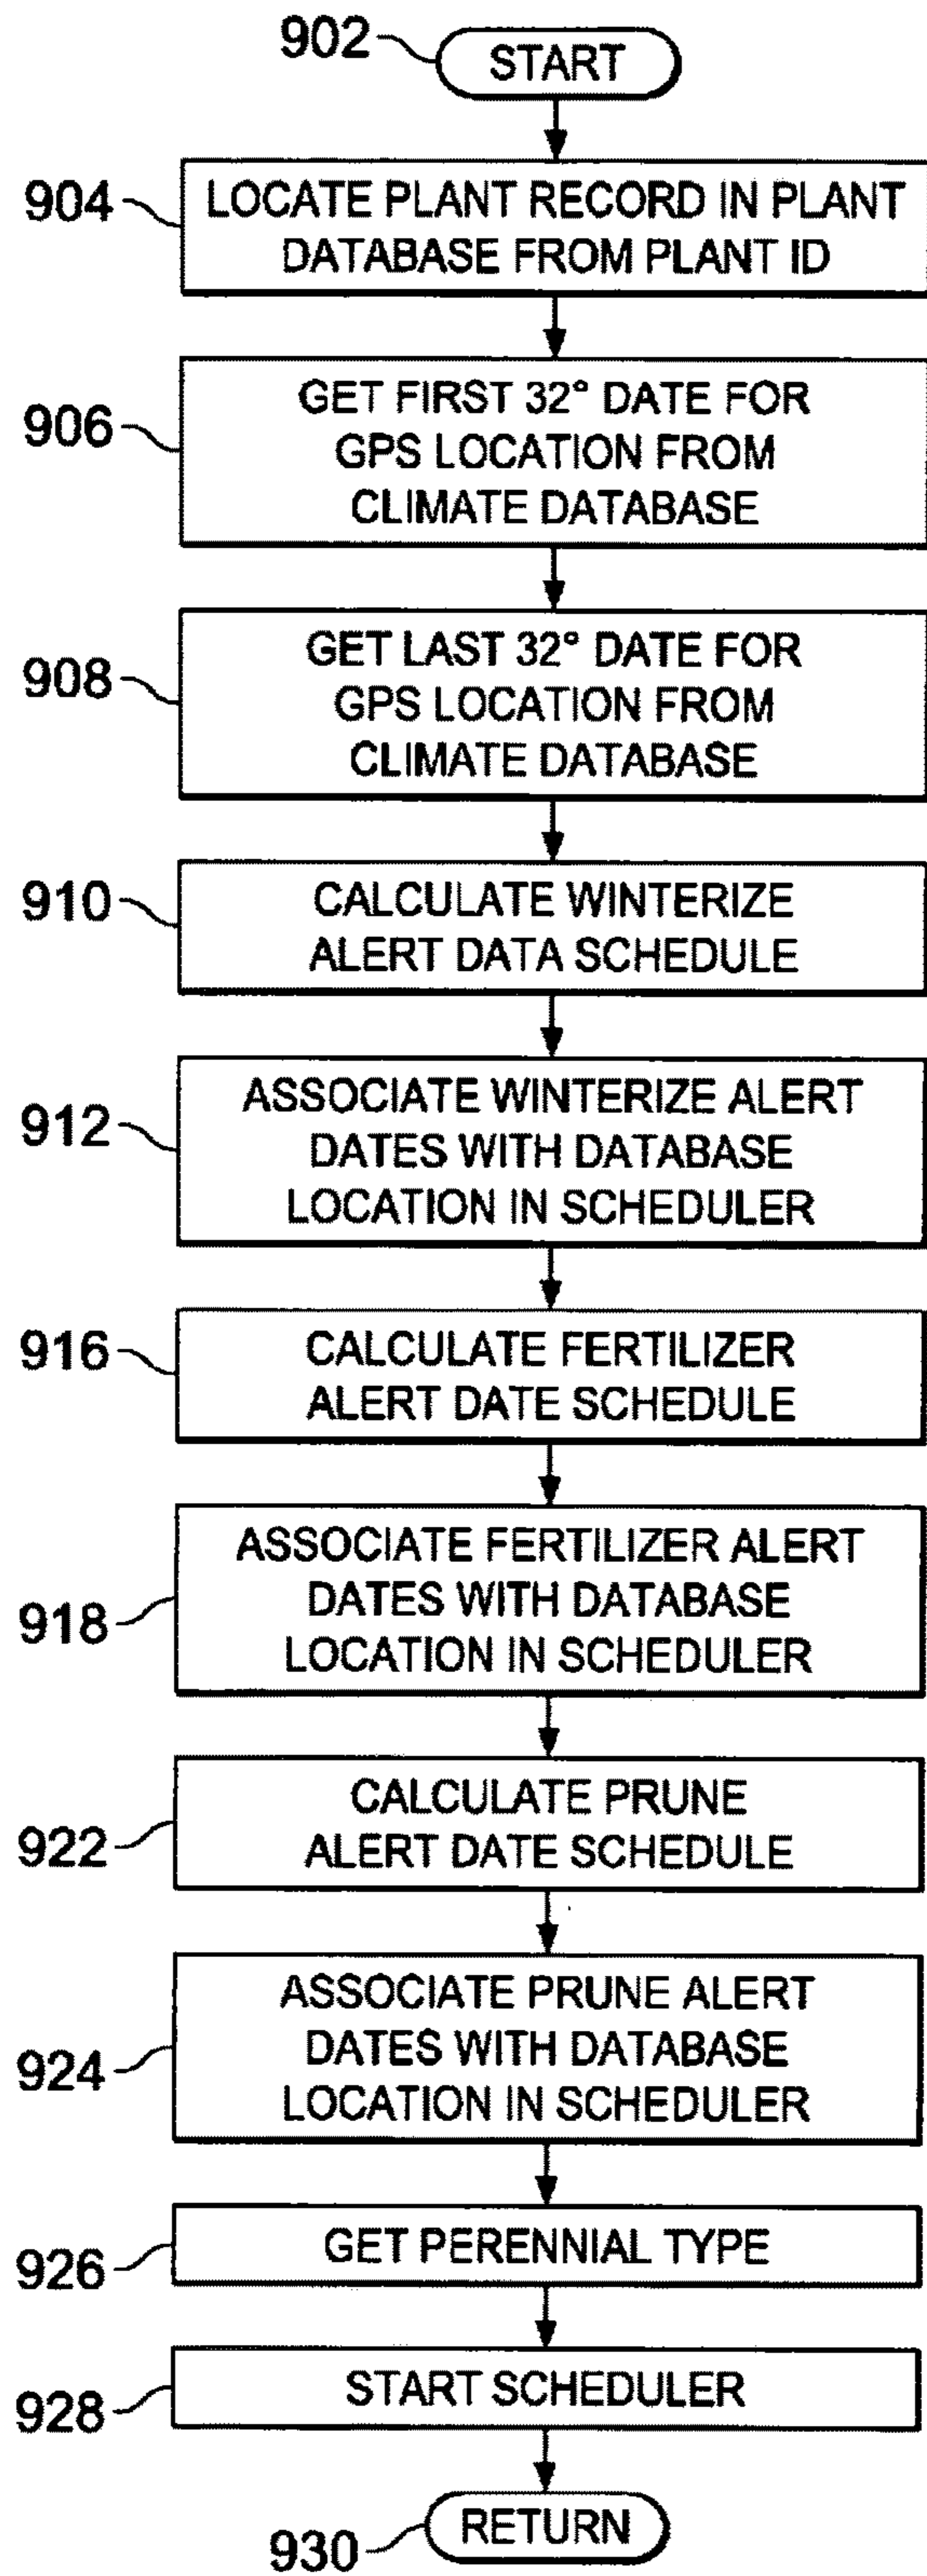 902
START
904
LOCATE PLANT RECORD IN PLANT
DATABASE FROM PLANT ID
906
GET FIRST 32° DATE FOR
GPS LOCATION FROM
CLIMATE DATABASE
908
GET LAST 32° DATE FOR
GPS LOCATION FROM
CLIMATE DATABASE
910
CALCULATE WINTERIZE
ALERT DATA SCHEDULE
912
ASSOCIATE WINTERIZE ALERT
DATES WITH DATABASE
LOCATION IN SCHEDULER
916
CALCULATE FERTILIZER
ALERT DATE SCHEDULE
918
ASSOCIATE FERTILIZER ALERT
DATES WITH DATABASE
LOCATION IN SCHEDULER
922
CALCULATE PRUNE
ALERT DATE SCHEDULE
924
ASSOCIATE PRUNE ALERT
DATES WITH DATABASE
LOCATION IN SCHEDULER
926
GET PERENNIAL TYPE
928
START SCHEDULER
930
RETURN